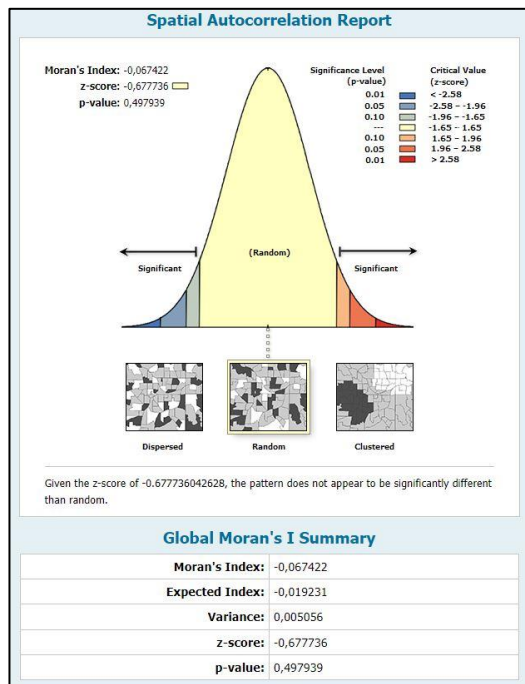 Spatial Autocorrelation Report
Moran's Index: -0,067422
z-score: -0,677736
p-value: 0,497939
Significance Level Critical Value
(p-value) (z-score)
0.01 < -2.58
0.05 -2.58 – -1.96
0.10 -1.96 – -1.65
--- -1.65 – 1.65
0.10 1.65 – 1.96
0.05 1.96 – 2.58
0.01 > 2.58
(Random)
Significant Significant
Dispersed Random Clustered
Given the z-score of -0.677736042628, the pattern does not appear to be significantly different
than random.
Global Moran's I Summary
Moran's Index: -0,067422
Expected Index: -0,019231
Variance: 0,005056
z-score: -0,677736
p-value: 0,497939